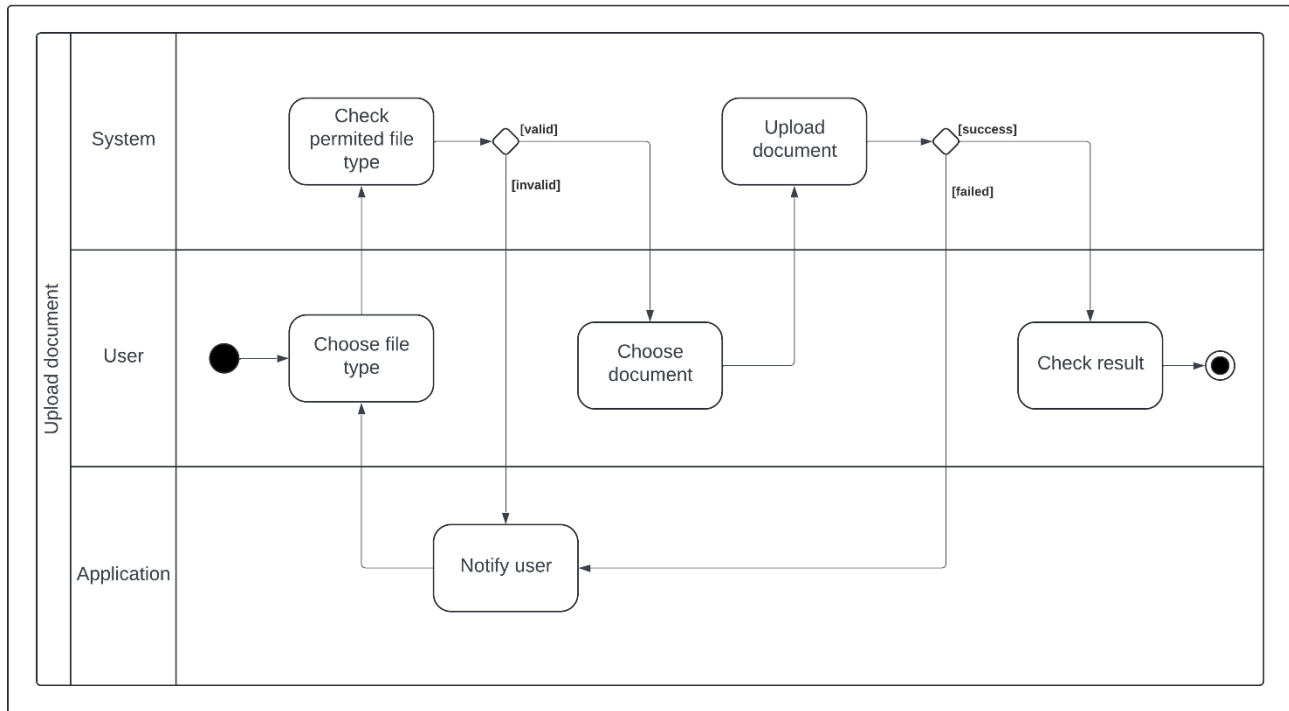 Upload document
System
Check
permited file
type
[valid]
[invalid]
Upload
document
[success]
[failed]
User
Choose file
type
Choose
document
Check result
Application
Notify user